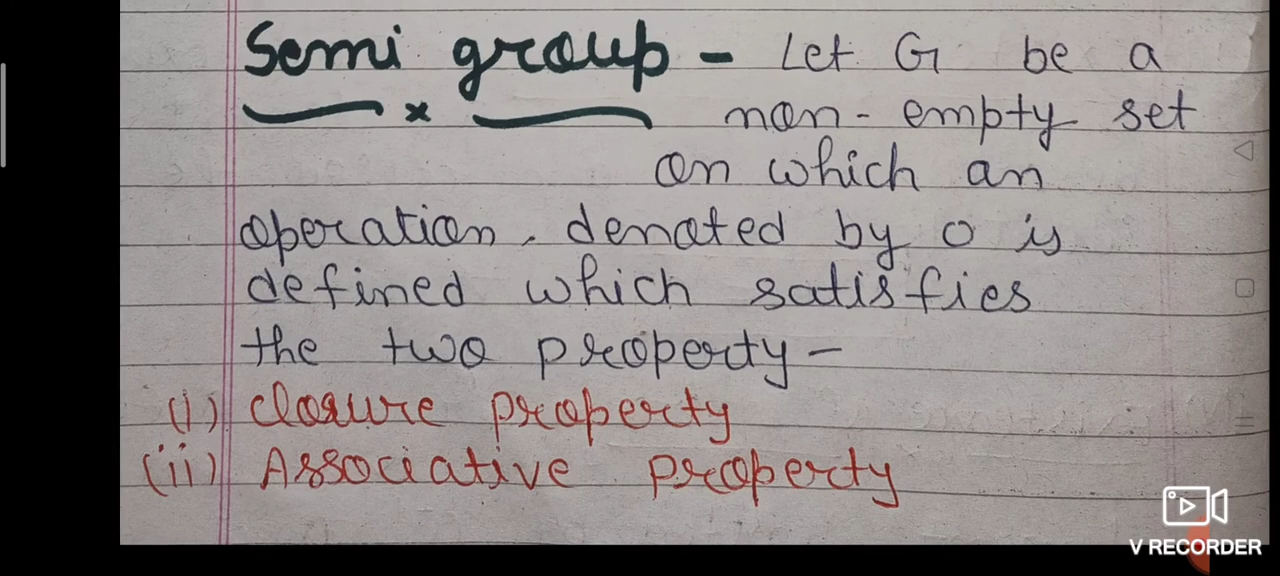 Semi group - Let G be a
non-empty set
on which an
operation, denoted by o is
defined which satisfies
the two property-
(i) closure property
(ii) Associative property
V RECORDER